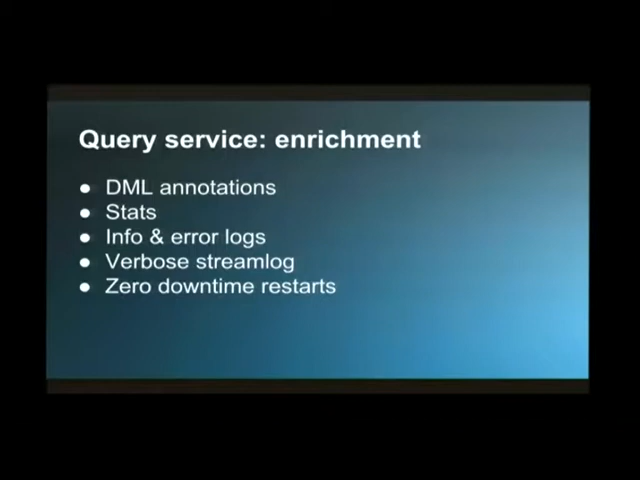 Query service: enrichment
● DML annotations
● Stats
● Info & error logs
● Verbose streamlog
● Zero downtime restarts